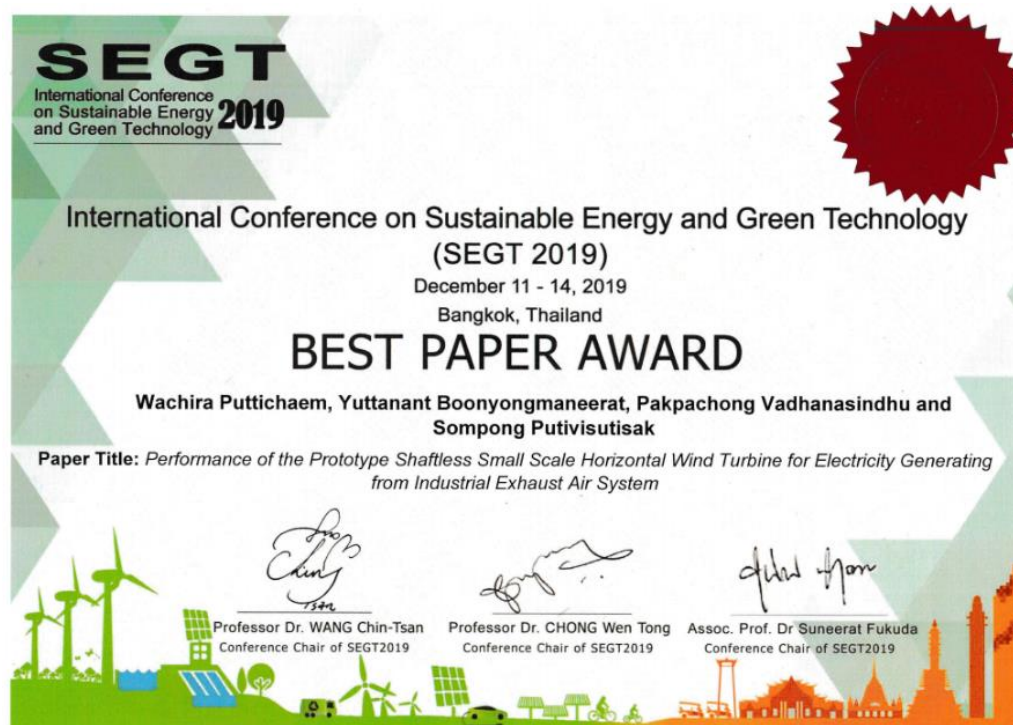 SEGT
International Conference
on Sustainable Energy 2019
and Green Technology
International Conference on Sustainable Energy and Green Technology
(SEGT 2019)
December 11 - 14, 2019
Bangkok, Thailand
BEST PAPER AWARD
Wachira Puttichaem, Yuttanant Boonyongmaneerat, Pakpachong Vadhanasindhu and
Sompong Putivisutisak
Paper Title: Performance of the Prototype Shaftless Small Scale Horizontal Wind Turbine for Electricity Generating
from Industrial Exhaust Air System
Professor Dr. WANG Chin-Tsan
Conference Chair of SEGT2019
Professor Dr. CHONG Wen Tong
Conference Chair of SEGT2019
Assoc. Prof. Dr Suneerat Fukuda
Conference Chair of SEGT2019